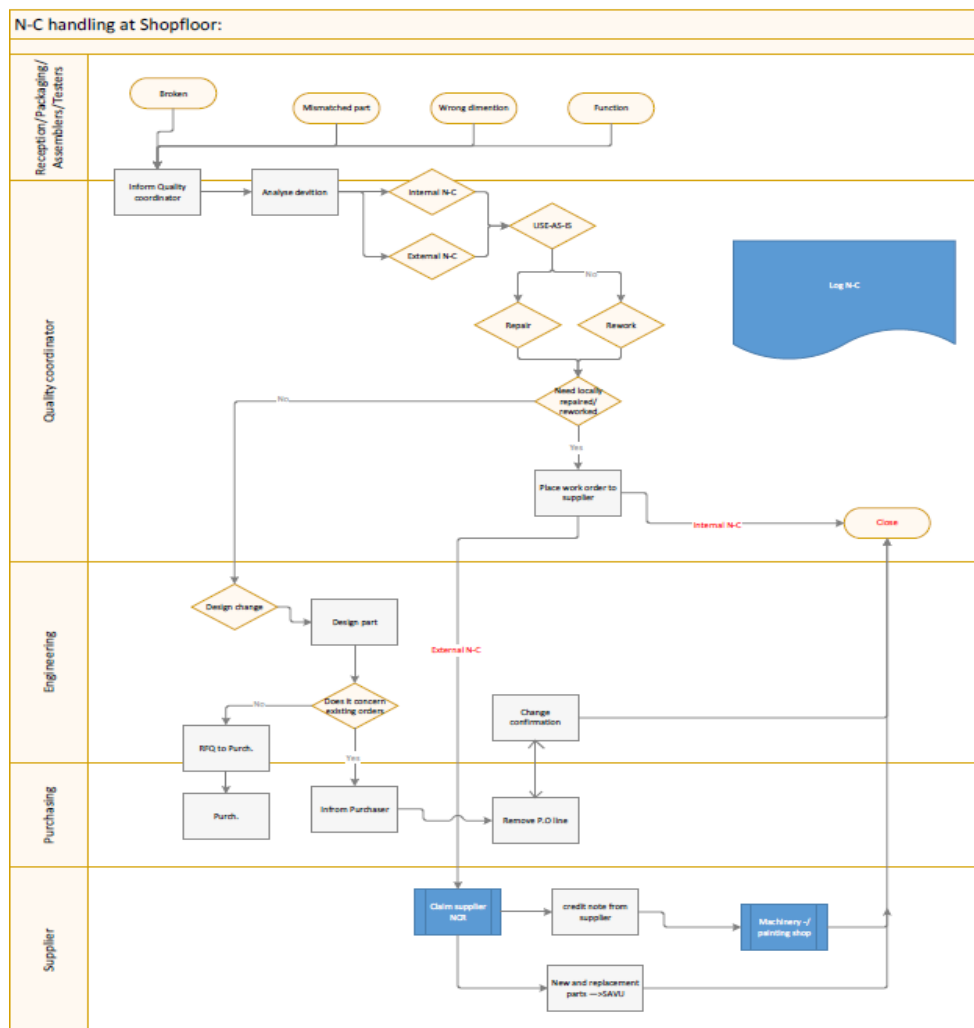 N-C handling at Shopfloor:
Reception/Packaging/
Assemblers/Testers
Broken
Mismatched part
Wrong dimention
Function
Quality coordinator
Inform Quality
coordinator
Analyse devition
Internal N-C
External N-C
USE-AS-IS
No
Log N-C
Repair
Rework
Need locally
repaired/
reworked
No
Yes
Place work order to
supplier
Internal N-C
Close
Engineering
Design change
Design part
External N-C
Does it concern
existing orders
No
Yes
Change
confirmation
RFQ to Purch.
Purchasing
Purch.
Infrom Purchaser
Remove P.O line
Supplier
Claim supplier
NCR
credit note from
supplier
Machinery -/
painting shop
New and replacement
parts —>SAVU